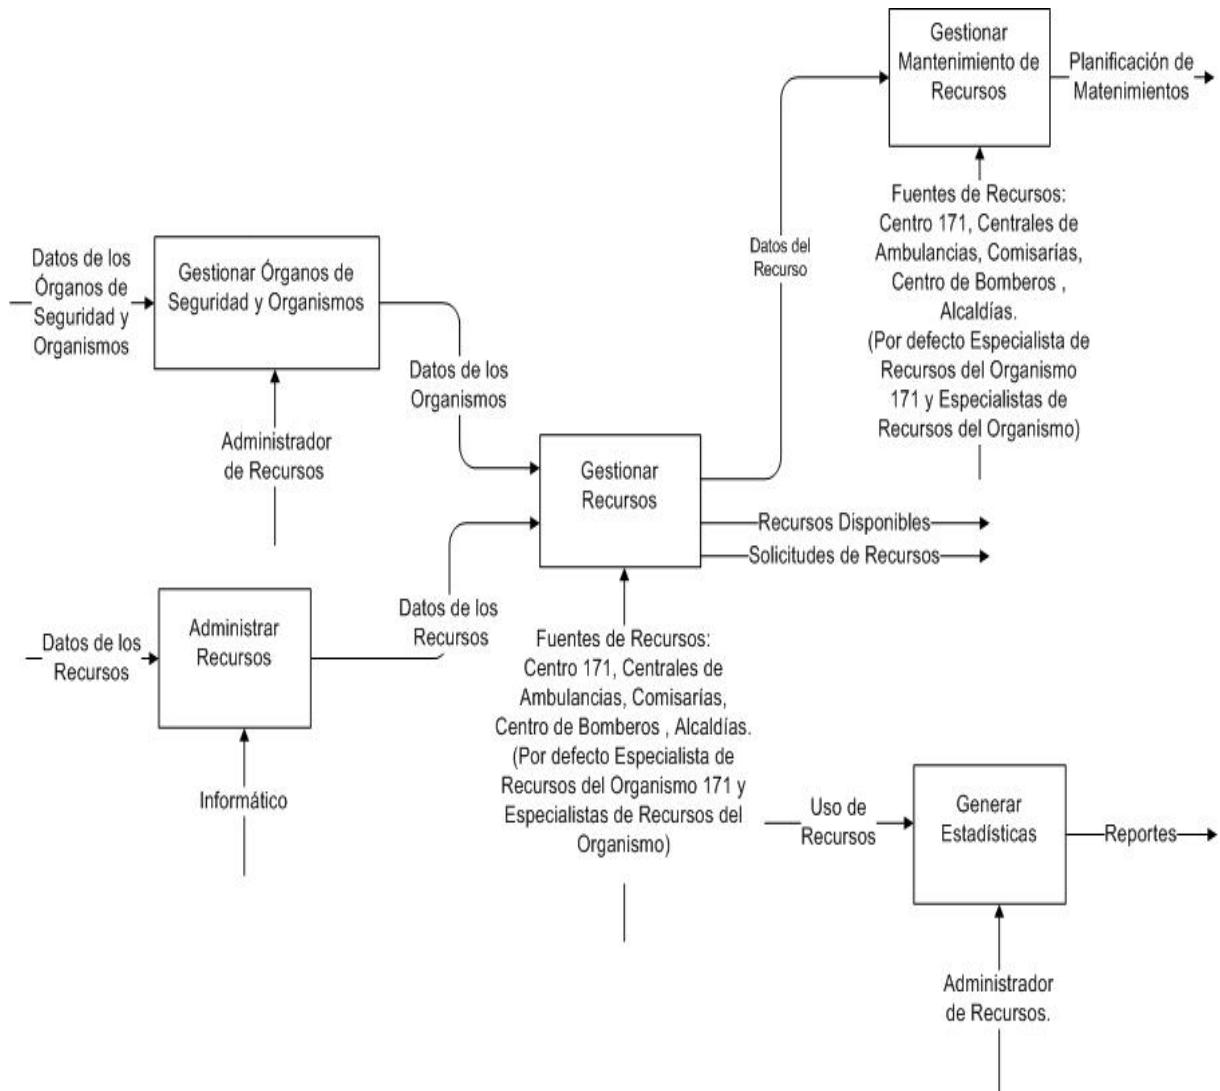 Gestionar
Mantenimiento de
Recursos
Planificación de
Matenimientos
Fuentes de Recursos:
Centro 171, Centrales de
Ambulancias, Comisarías,
Centro de Bomberos ,
Alcaldías.
(Por defecto Especialista de
Recursos del Organismo
171 y Especialistas de
Recursos del Organismo)
Datos del
Recurso
Datos de los
Órganos de
Seguridad y
Organismos
Gestionar Órganos de
Seguridad y Organismos
Datos de los
Organismos
Administrador
de Recursos
Gestionar
Recursos
Recursos Disponibles
Solicitudes de Recursos
Datos de los
Recursos
Administrar
Recursos
Datos de los
Recursos
Informático
Fuentes de Recursos:
Centro 171, Centrales de
Ambulancias, Comisarías,
Centro de Bomberos , Alcaldías.
(Por defecto Especialista de
Recursos del Organismo 171 y
Especialistas de Recursos del
Organismo)
Uso de
Recursos
Generar
Estadísticas
Reportes
Administrador
de Recursos.